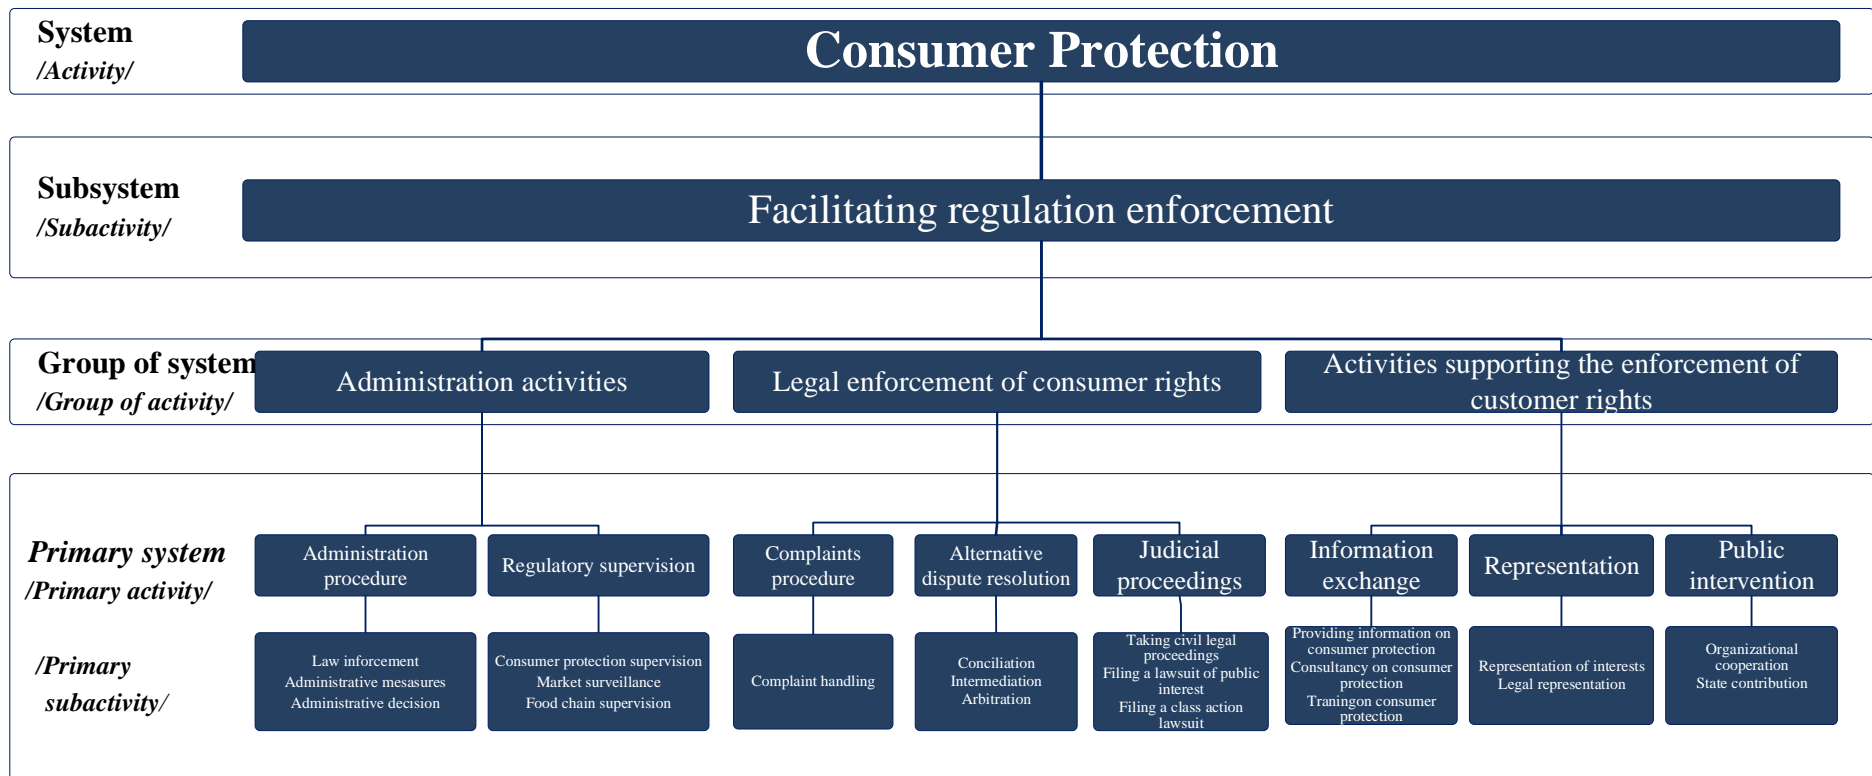 System
/Activity/
Consumer Protection
Subsystem
/Subactivity/
Facilitating regulation enforcement
Group of system
/Group of activity/
Administration activities
Legal enforcement of consumer rights
Activities supporting the enforcement of
customer rights
Primary system
/Primary activity/
Administration
procedure
Regulatory supervision
Complaints
procedure
Alternative
dispute resolution
Judicial
proceedings
Information
exchange
Representation
Public
intervention
/Primary
subactivity/
Law inforcement
Administrative mesasures
Administrative decision
Consumer protection supervision
Market surveillance
Food chain supervision
Complaint handling
Conciliation
Intermediation
Arbitration
Taking civil legal
proceedings
Filing a lawsuit of public
interest
Filing a class action
lawsuit
Providing information on
consumer protection
Consultancy on consumer
protection
Traningon consumer
protection
Representation of interests
Legal representation
Organizational
cooperation
State contribution